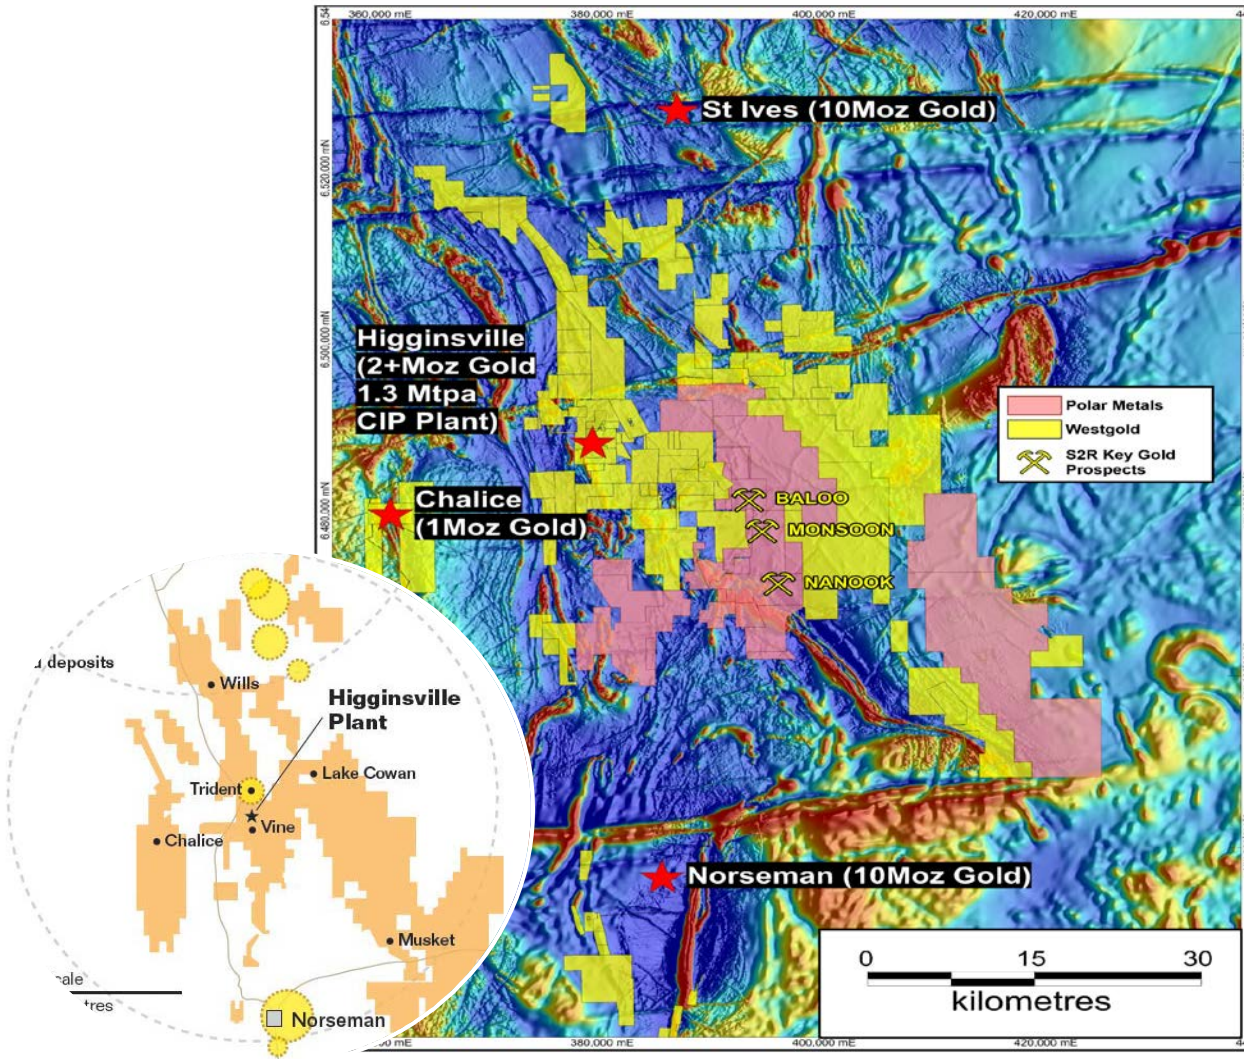 360,000 mE
380,000 mE
400,000 mE
420,000 mE
6,520,000 mN
6,500,000 mN
6,480,000 mN
St Ives (10Moz Gold)
Higginsville
(2+Moz Gold
1.3 Mtpa
CIP Plant)
Chalice
(1Moz Gold)
Polar Metals
Westgold
S2R Key Gold
Prospects
BALOO
MONSOON
NANOOK
Norseman (10Moz Gold)
0 15 30
kilometres
deposits
Wills
Higginsville
Plant
Lake Cowan
Trident
Vine
Chalice
Musket
Norseman
380,000 mE
400,000 mE
420,000 mE